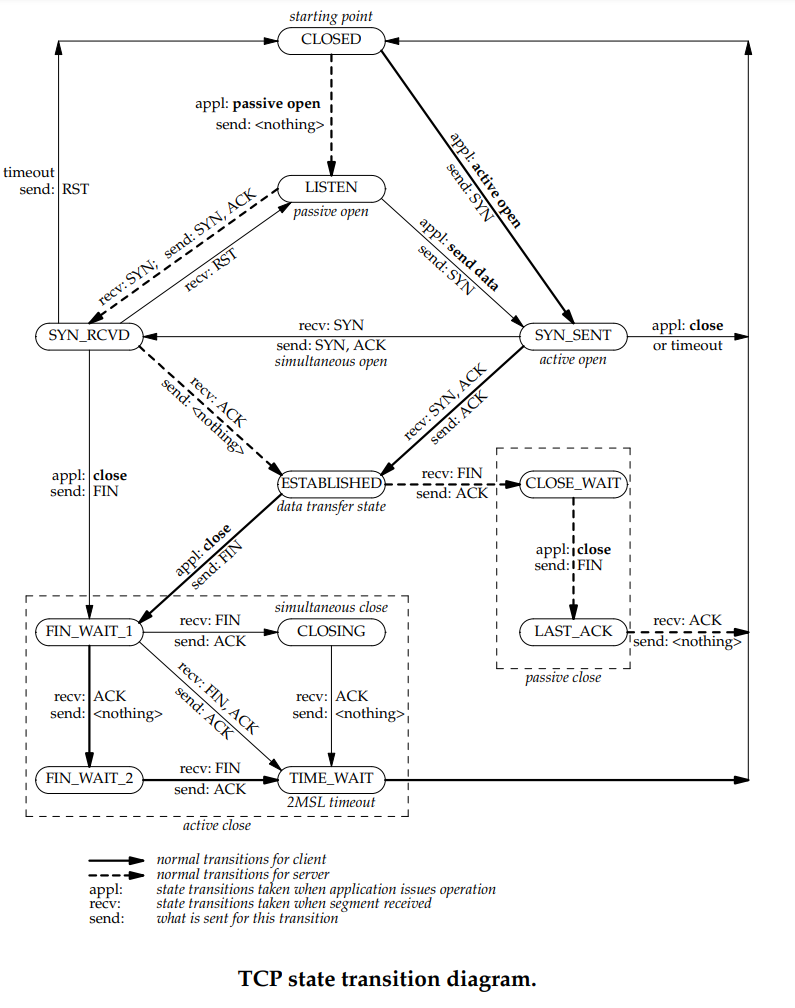 starting point
CLOSED
appl: passive open
send: <nothing>
appl: active open
send: SYN
timeout
send: RST
LISTEN
passive open
recv: SYN; send: SYN, ACK
recv: RST
appl: send data
send: SYN
SYN_RCVD
recv: SYN
send: SYN, ACK
simultaneous open
SYN_SENT
active open
appl: close
or timeout
recv: ACK
send: <nothing>
recv: SYN, ACK
send: ACK
appl: close
send: FIN
ESTABLISHED
data transfer state
recv: FIN
send: ACK
CLOSE_WAIT
appl: close
send: FIN
appl: close
send: FIN
simultaneous close
FIN_WAIT_1
recv: FIN
send: ACK
CLOSING
LAST_ACK
recv: ACK
send: <nothing>
passive close
recv: ACK
send: <nothing>
recv: FIN, ACK
send: ACK
recv: ACK
send: <nothing>
FIN_WAIT_2
recv: FIN
send: ACK
TIME_WAIT
2MSL timeout
active close
normal transitions for client
normal transitions for server
appl: state transitions taken when application issues operation
recv: state transitions taken when segment received
send: what is sent for this transition
TCP state transition diagram.